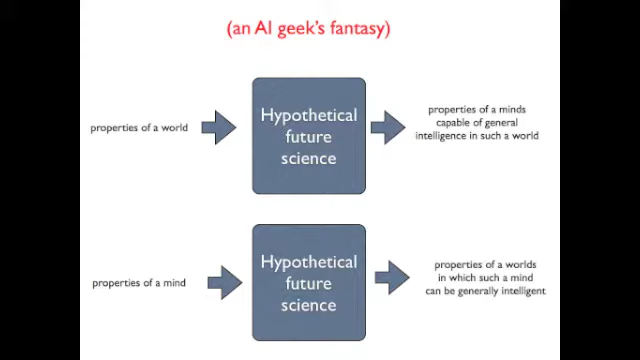 (an AI geek's fantasy)
properties of a world
Hypothetical
future
science
properties of a minds
capable of general
intelligence in such a world
properties of a mind
Hypothetical
future
science
properties of a worlds
in which such a mind
can be generally intelligent